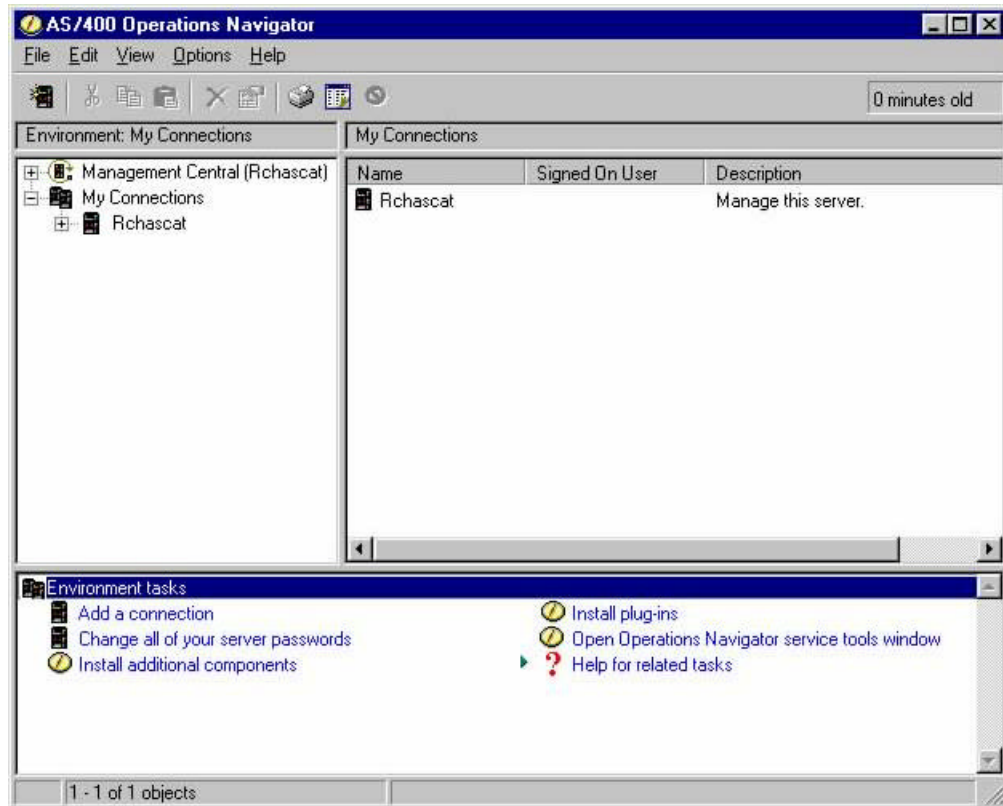 AS/400 Operations Navigator
File Edit View Options Help
0 minutes old
Environment: My Connections
My Connections
Management Central (Rchascat)
My Connections
Rchascat
Name Signed On User Description
Rchascat Manage this server.
Environment tasks
Add a connection
Change all of your server passwords
Install additional components
Install plug-ins
Open Operations Navigator service tools window
? Help for related tasks
1 - 1 of 1 objects